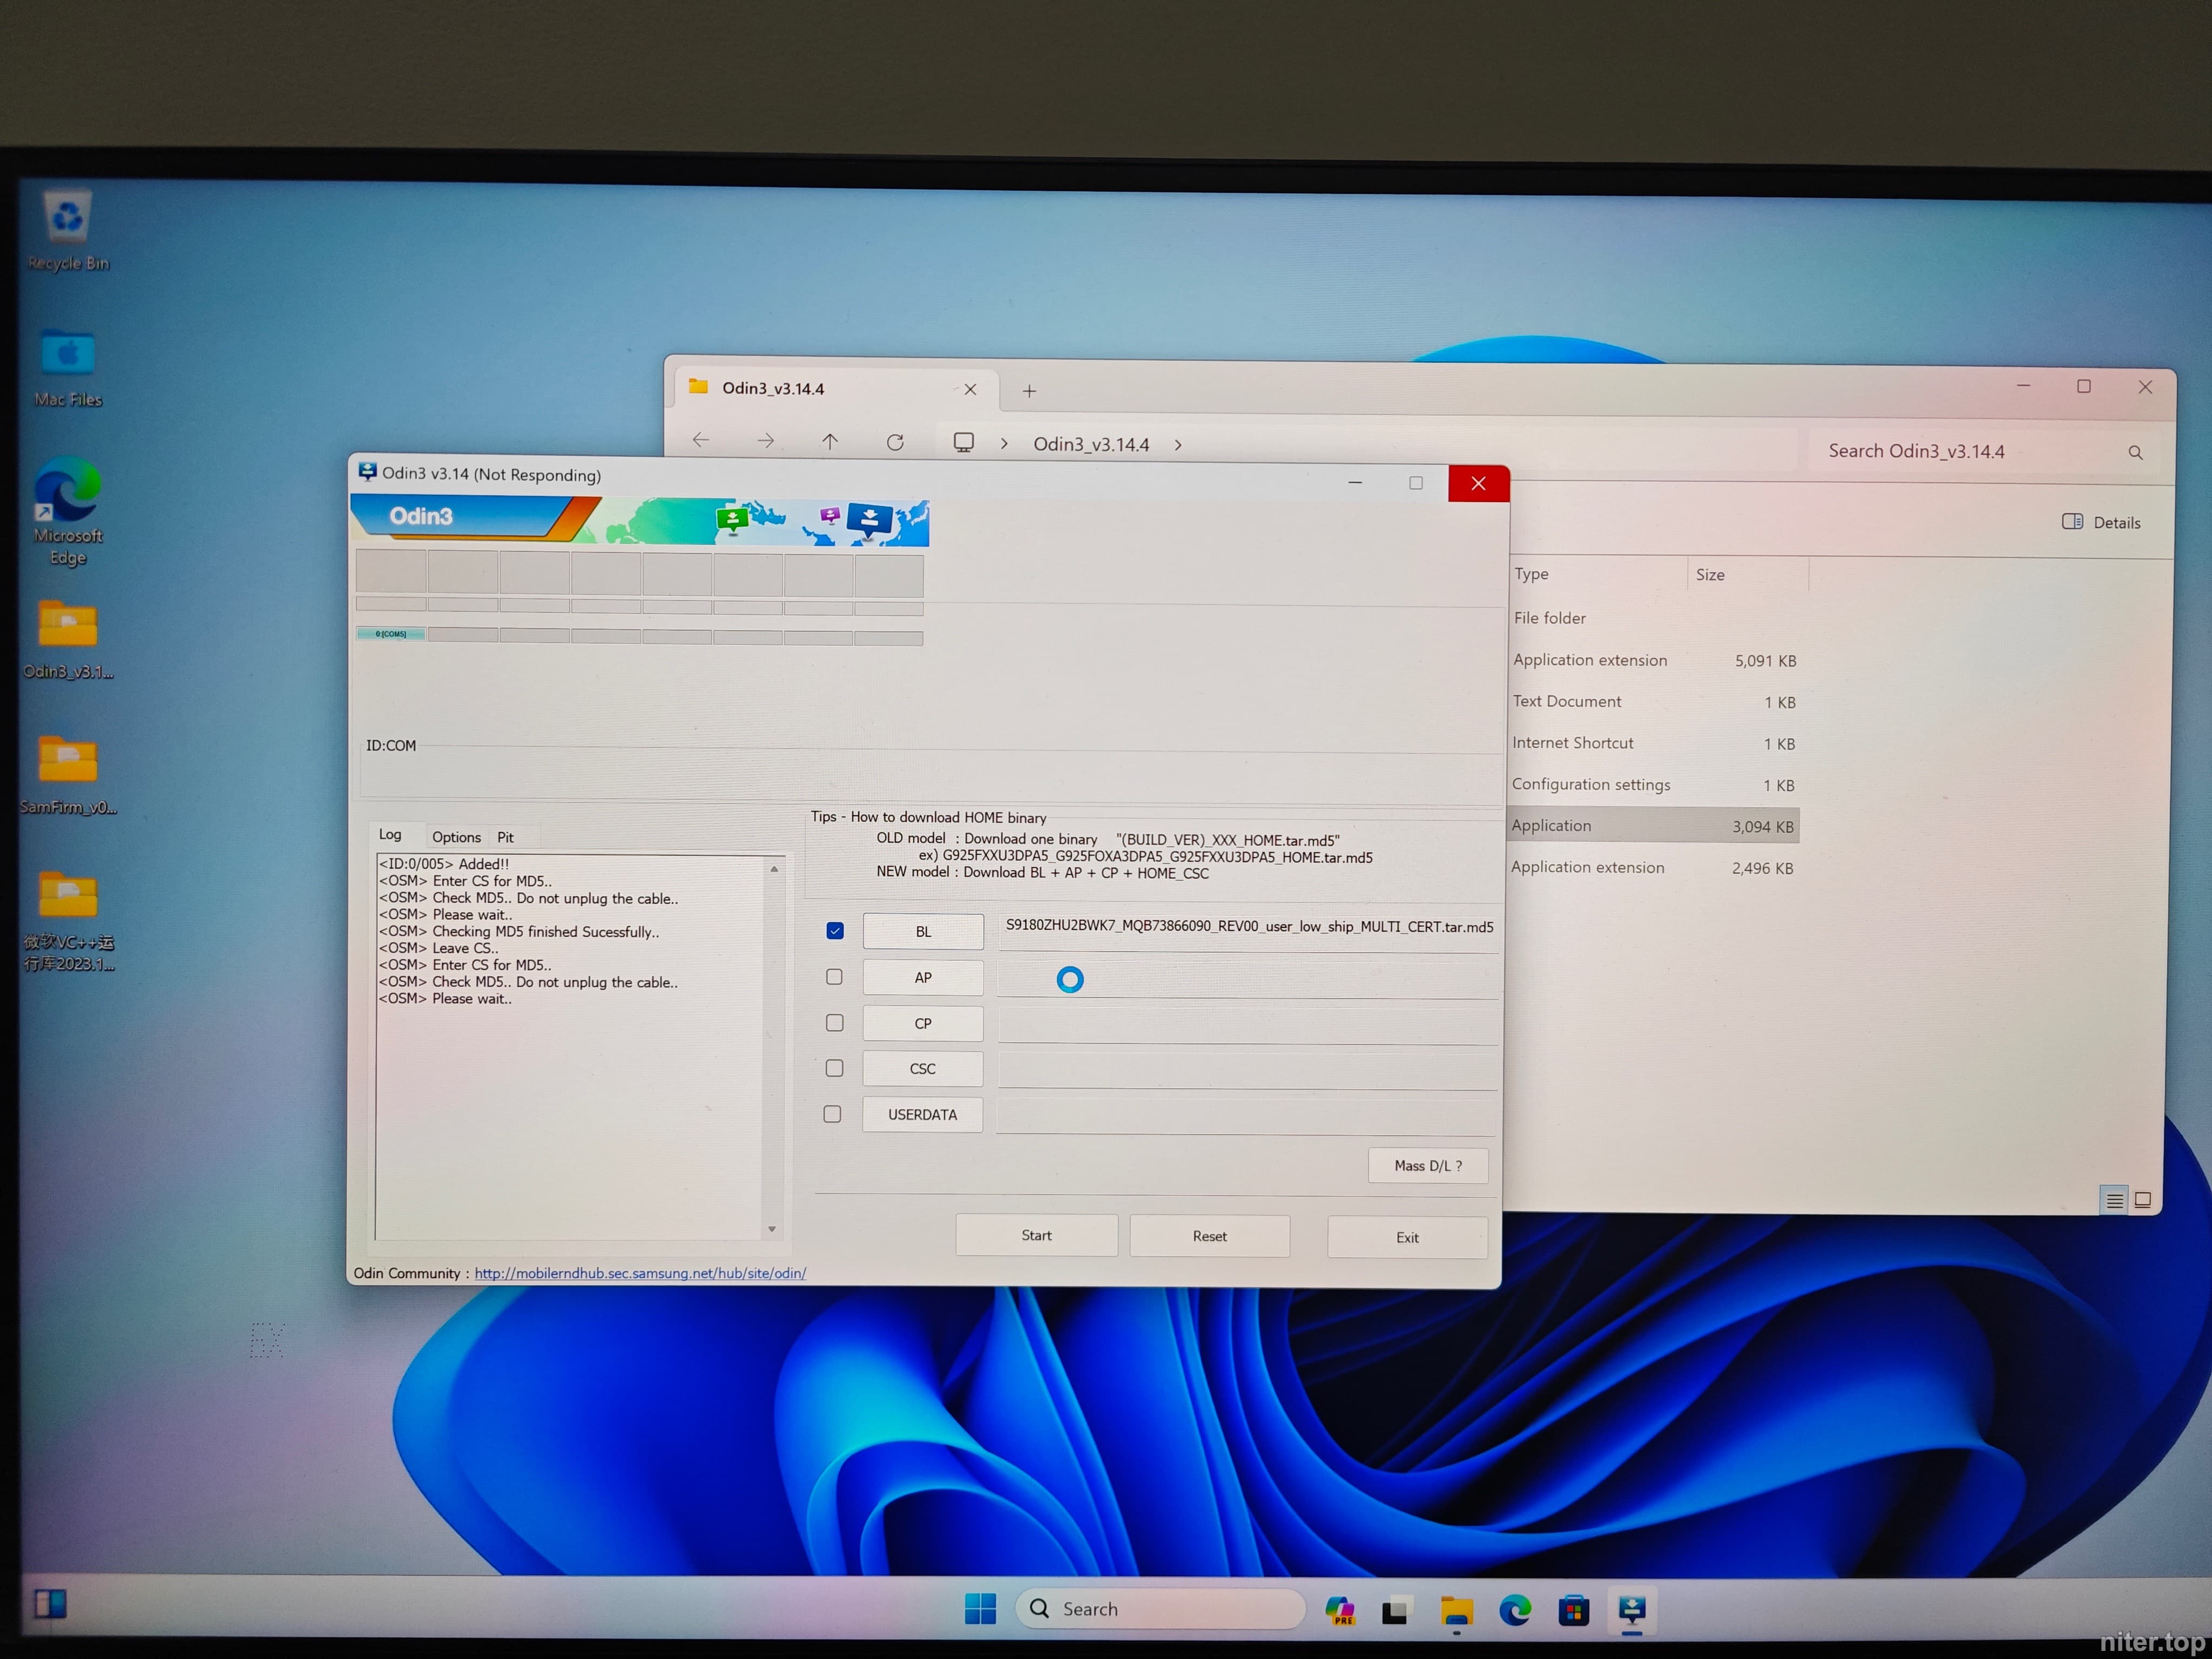 Recycle Bin
Mac Files
Microsoft
Edge
Odin3_v3.1...
SamFirm_v0...
微软VC++运
行库2023.1...
Odin3_v3.14.4
Odin3_v3.14.4
Search Odin3_v3.14.4
Details
Type
Size
File folder
Application extension 5,091 KB
Text Document 1 KB
Internet Shortcut 1 KB
Configuration settings 1 KB
Application 3,094 KB
Application extension 2,496 KB
Odin3 v3.14 (Not Responding)
Odin3
0:[COM5]
ID:COM
Log
Options
Pit
<ID:0/005> Added!!
<OSM> Enter CS for MD5..
<OSM> Check MD5.. Do not unplug the cable..
<OSM> Please wait..
<OSM> Checking MD5 finished Sucessfully..
<OSM> Leave CS..
<OSM> Enter CS for MD5..
<OSM> Check MD5.. Do not unplug the cable..
<OSM> Please wait..
Tips - How to download HOME binary
OLD model : Download one binary "(BUILD_VER)_XXX_HOME.tar.md5"
ex) G925FXXU3DPA5_G925FOXA3DPA5_G925FXXU3DPA5_HOME.tar.md5
NEW model : Download BL + AP + CP + HOME_CSC
BL
S9180ZHU2BWK7_MQB73866090_REV00_user_low_ship_MULTI_CERT.tar.md5
AP
CP
CSC
USERDATA
Mass D/L ?
Start
Reset
Exit
Odin Community : http://mobilerndhub.sec.samsung.net/hub/site/odin/
Search
PRE
niter.top